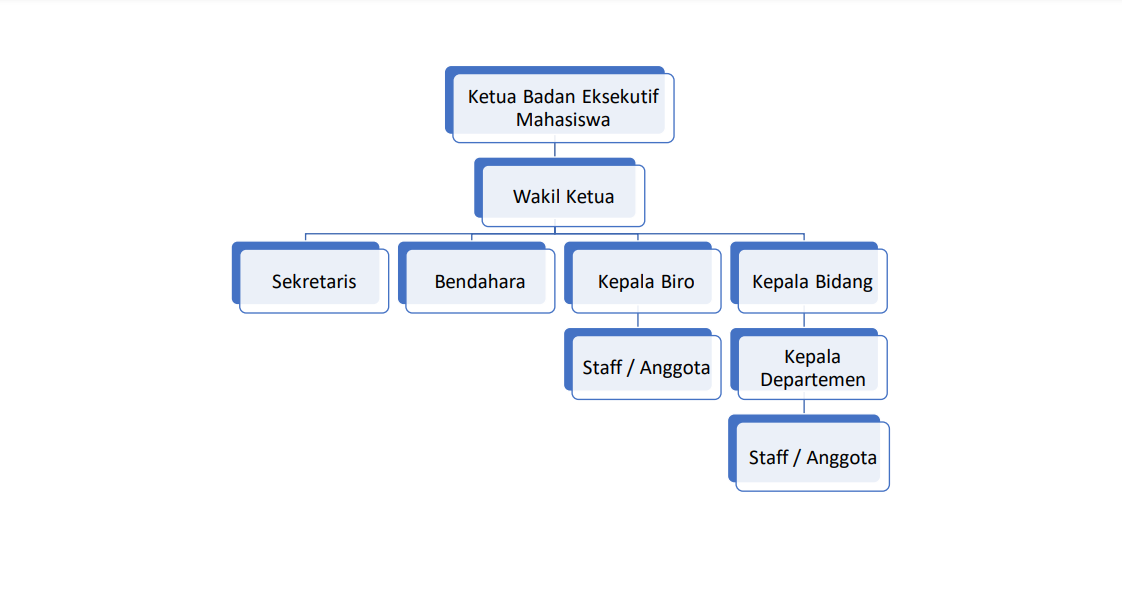 Ketua Badan Eksekutif
Mahasiswa
Wakil Ketua
Sekretaris
Bendahara
Kepala Biro
Kepala Bidang
Staff / Anggota
Kepala
Departemen
Staff / Anggota